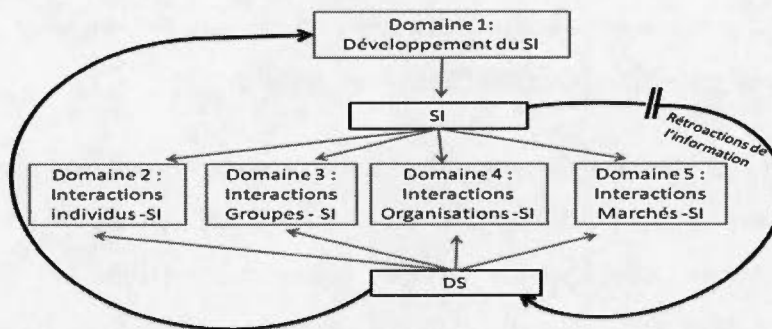 Domaine 1:
Développement du SI
SI
Rétroactions de
l'information
Domaine 2 :
Interactions
individus -SI
Domaine 3 :
Interactions
Groupes - SI
Domaine 4 :
Interactions
Organisations -SI
Domaine 5 :
Interactions
Marchés -SI
DS